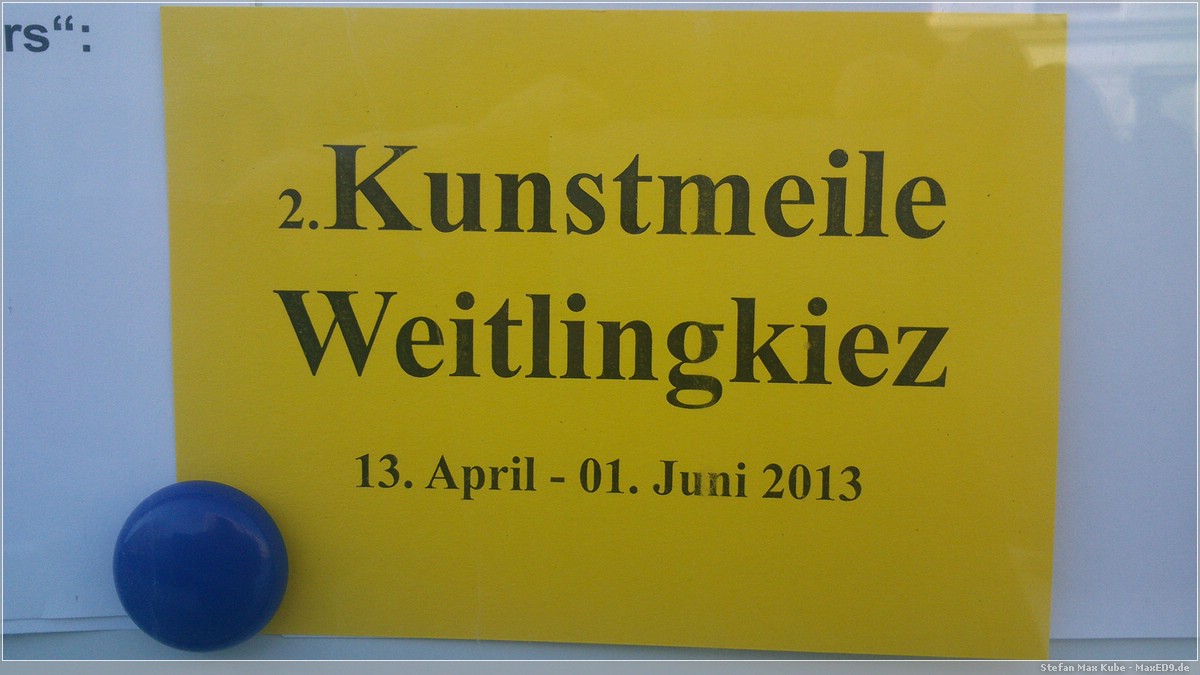 rs“:
2.Kunstmeile
Weitlingkiez
13. April - 01. Juni 2013
Stefan Max Kube - MaxED9.de